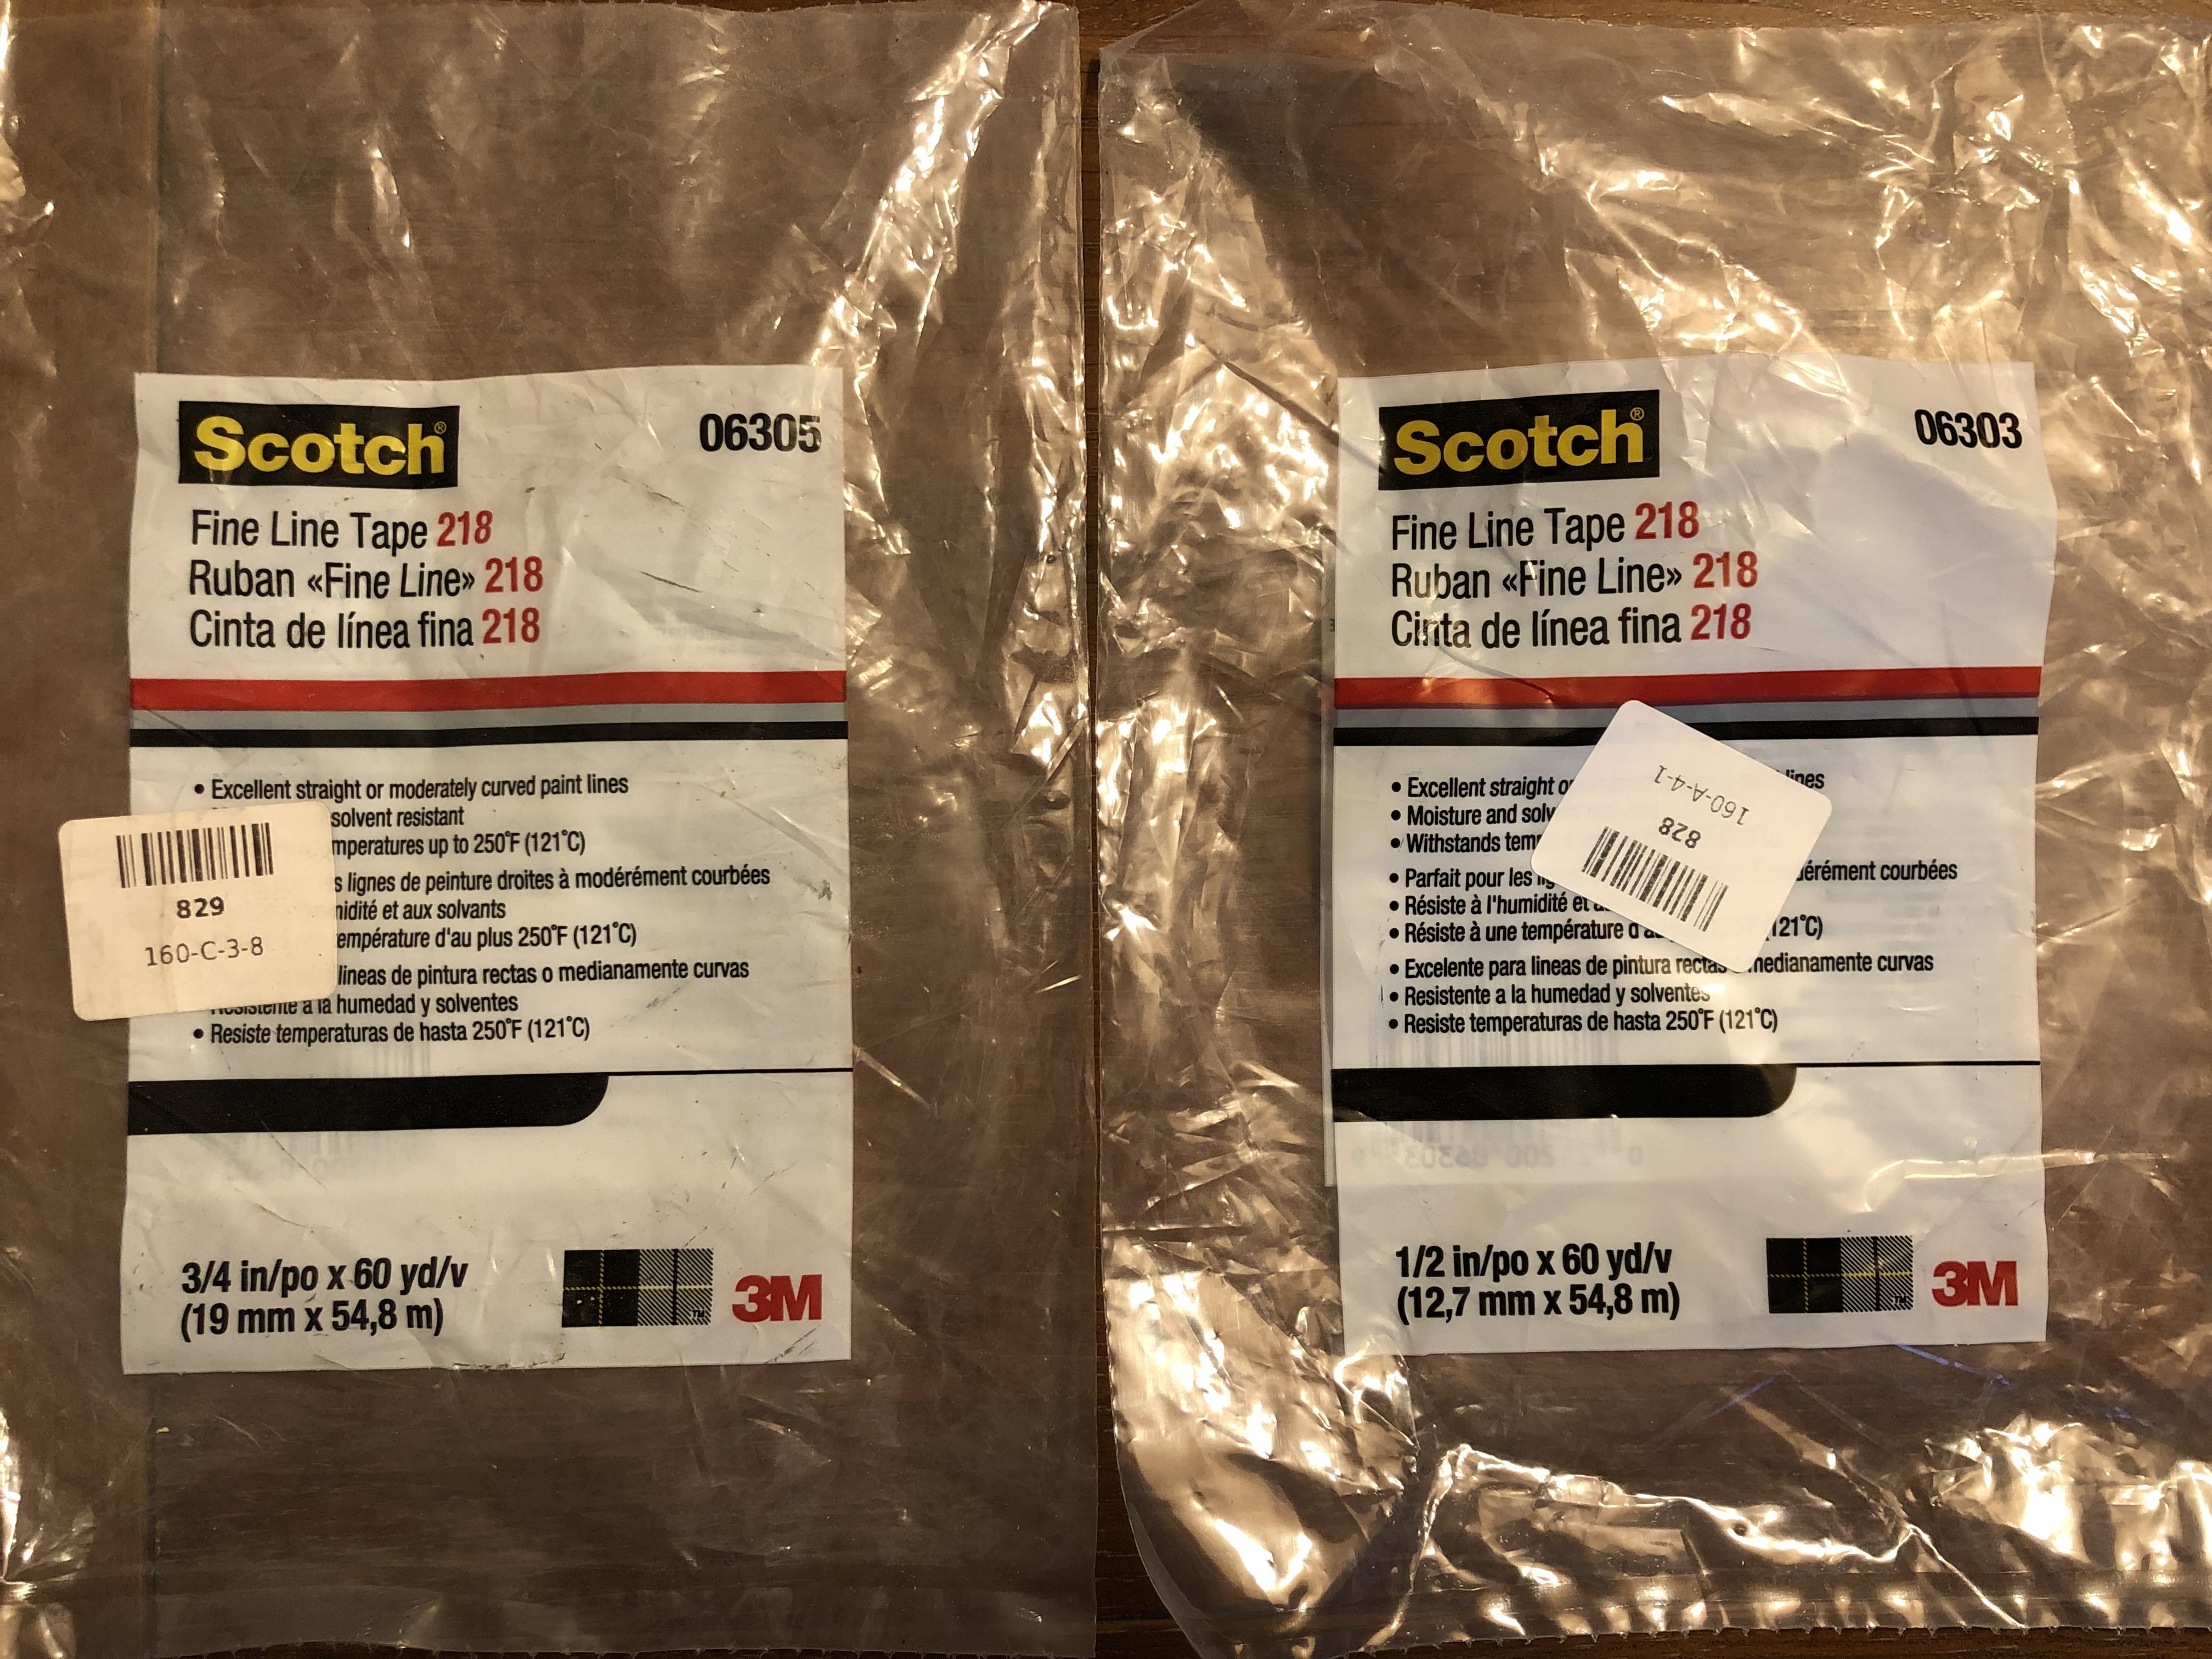 Scotch®
06305
Fine Line Tape 218
Ruban «Fine Line» 218
Cinta de línea fina 218
• Excellent straight or moderately curved paint lines
solvent resistant
mperatures up to 250°F (121°C)
s lignes de peinture droites à modérément courbées
nidité et aux solvants
empérature d'au plus 250°F (121°C)
lineas de pintura rectas o medianamente curvas
Resistente a la humedad y solventes
• Resiste temperaturas de hasta 250°F (121°C)
829
160-C-3-8
3/4 in/po x 60 yd/v
(19 mm x 54,8 m)
™
3M
Scotch®
06303
Fine Line Tape 218
Ruban «Fine Line» 218
Cinta de línea fina 218
• Excellent straight o lines
• Moisture and solv
• Withstands tem
• Parfait pour les lig dérément courbées
• Résiste à l'humidité et a
• Résiste à une température d'au (121°C)
• Excelente para lineas de pintura rectas medianamente curvas
• Resistente a la humedad y solventes
• Resiste temperaturas de hasta 250°F (121°C)
828
160-A-4-1
1/2 in/po x 60 yd/v
(12,7 mm x 54,8 m)
™
3M